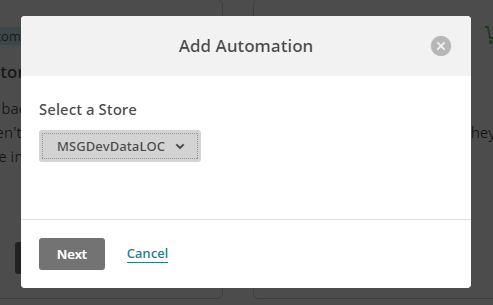 Add Automation
Select a Store
MSGDevDataLOC
Next
Cancel